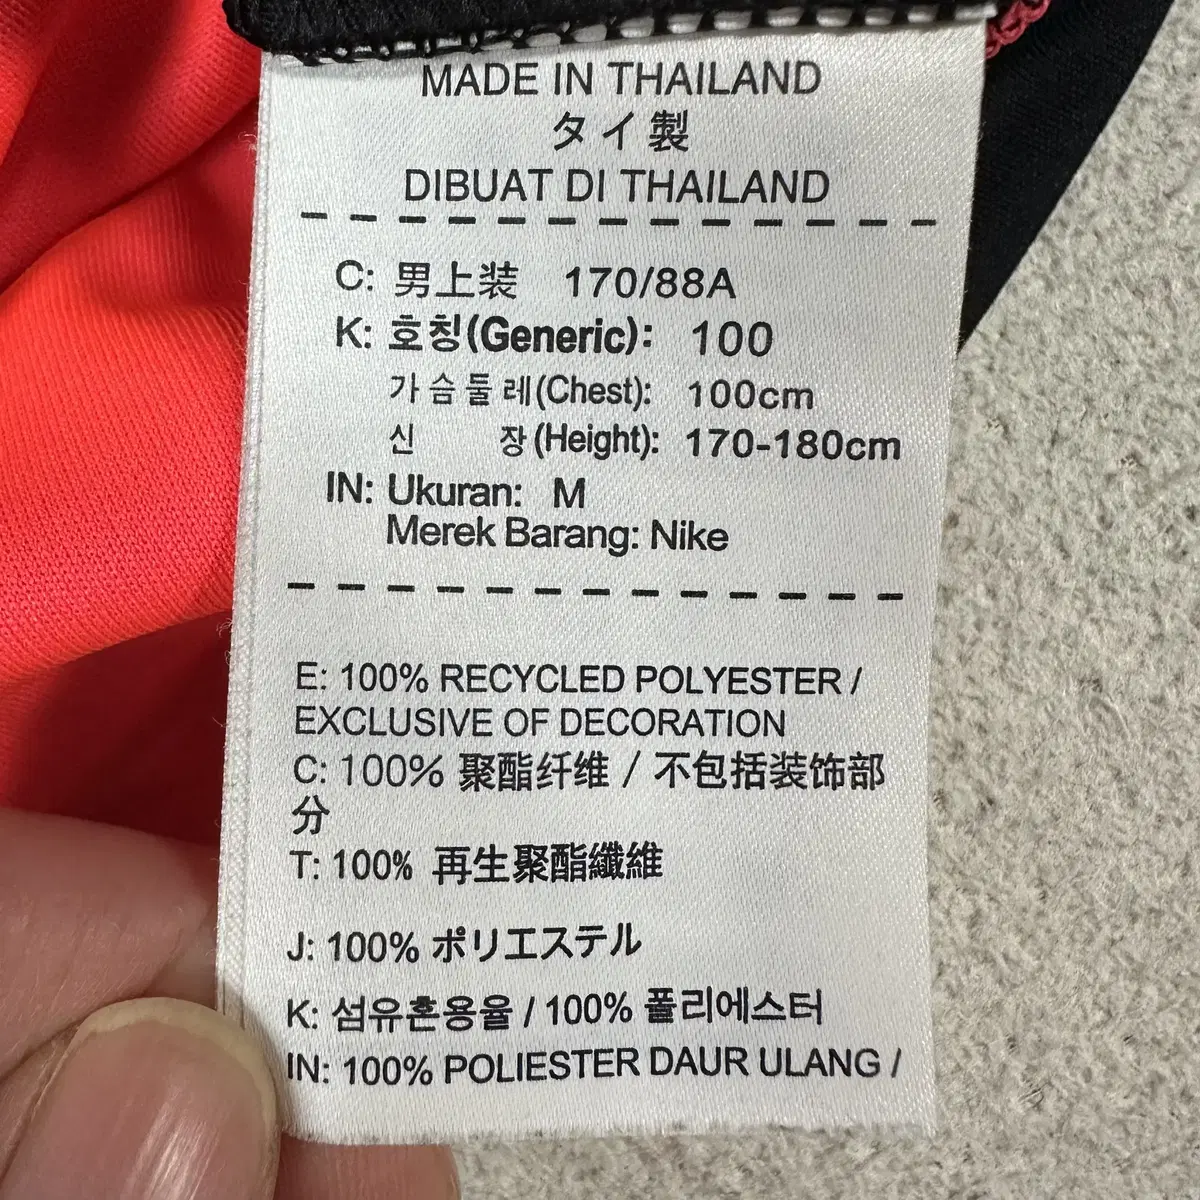 MADE IN THAILAND
タイ製
DIBUAT DI THAILAND
C: 男上装 170/88A
K: 호칭(Generic): 100
가슴둘레(Chest): 100cm
신 장(Height): 170-180cm
IN: Ukuran: M
Merek Barang: Nike
E: 100% RECYCLED POLYESTER /
EXCLUSIVE OF DECORATION
C: 100% 聚酯纤维 / 不包括装饰部
分
T: 100% 再生聚酯纖維
J: 100% ポリエステル
K: 섬유혼용율 / 100% 폴리에스터
IN: 100% POLIESTER DAUR ULANG /